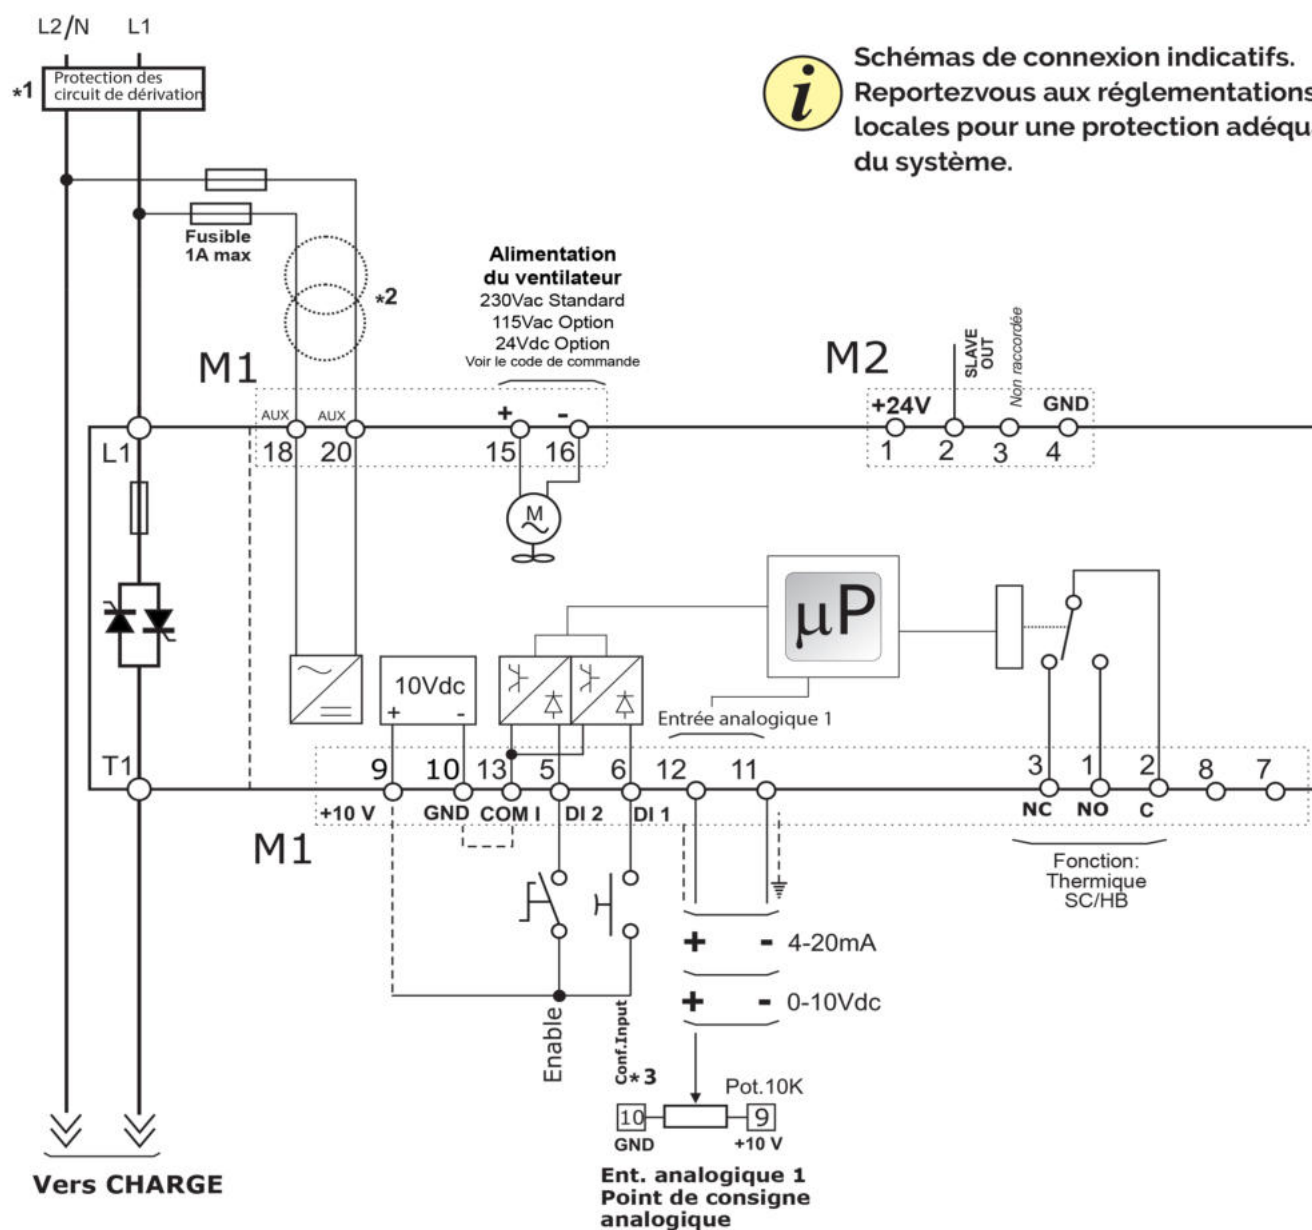 L2/N L1
*1 Protection des
circuit de dérivation
Schémas de connexion indicatifs.
Reportezvous aux réglementations
locales pour une protection adéqu
du système.
Fusible
1A max
*2
Alimentation
du ventilateur
230Vac Standard
115Vac Option
24Vdc Option
Voir le code de commande
M1
M2
SLAVE
OUT
Non raccordée
AUX AUX + - +24V GND
L1 18 20 15 16 1 2 3 4
M
µP
10Vdc
+ -
Entrée analogique 1
T1 9 10 13 5 6 12 11 3 1 2 8 7
+10 V GND COM I DI 2 DI 1 NC NO C
M1
Fonction:
Thermique
SC/HB
+ - 4-20mA
+ - 0-10Vdc
Enable
Conf.Input
*3
Pot.10K
10 9
GND +10 V
Vers CHARGE
Ent. analogique 1
Point de consigne
analogique